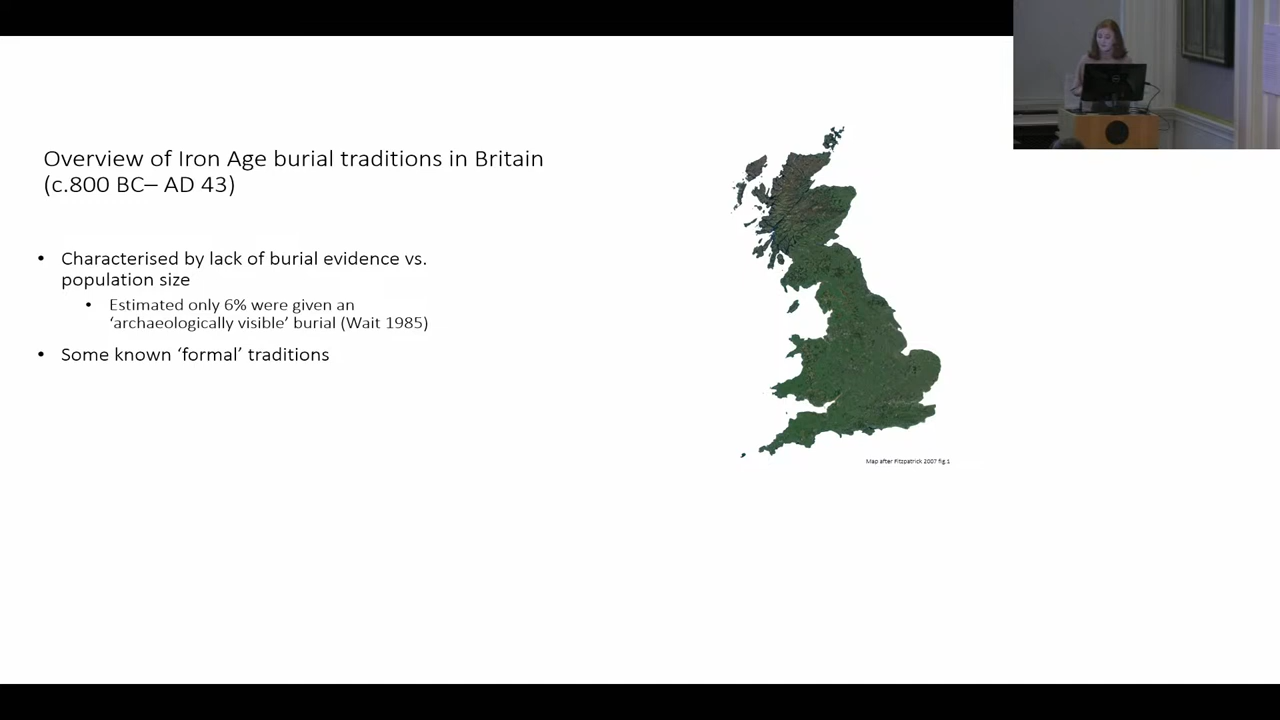 Overview of Iron Age burial traditions in Britain
(c.800 BC– AD 43)
• Characterised by lack of burial evidence vs.
population size
• Estimated only 6% were given an
‘archaeologically visible’ burial (Wait 1985)
• Some known ‘formal’ traditions
Map after Fitzpatrick 2007 fig.1